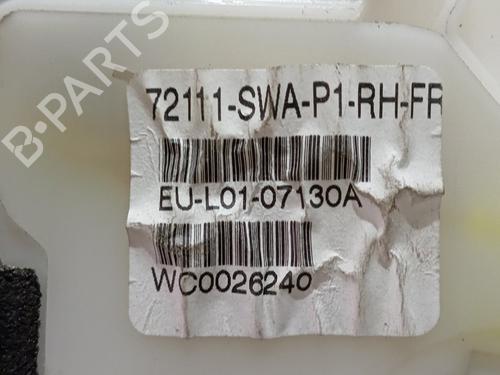 B-PARTS
72111-SWA-P1-RH-FR
EU-L01-07130A
WC0026240